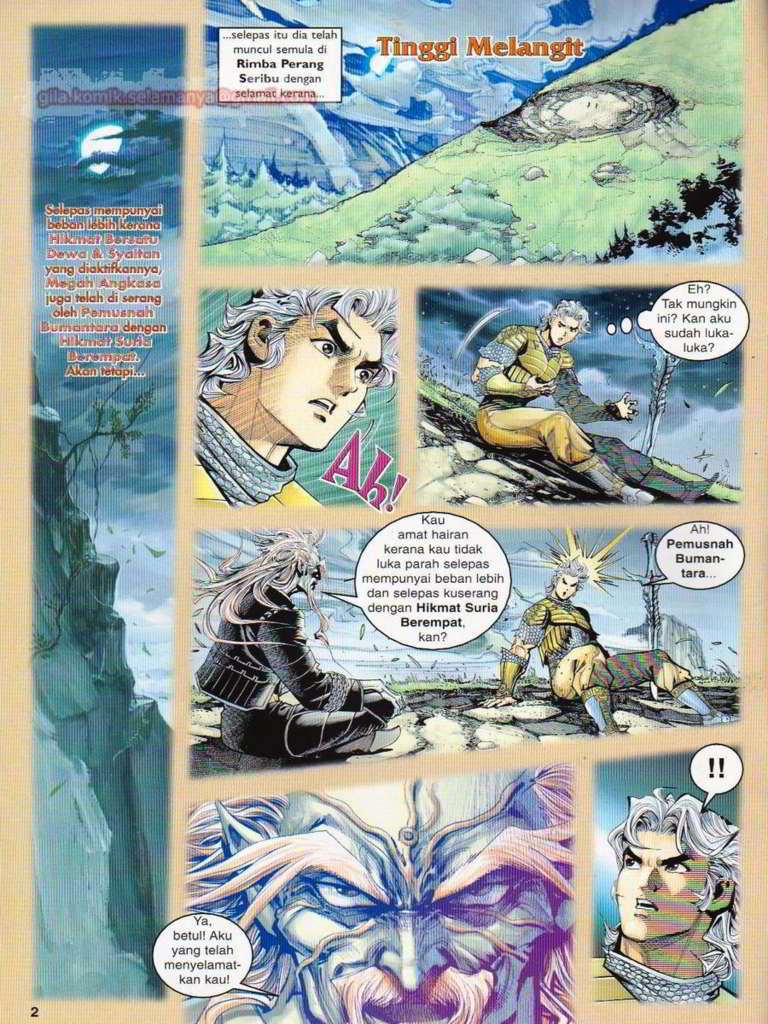 ...selepas itu dia telah
muncul semula di
Rimba Perang
Seribu dengan
selamat kerana...
Tinggi Melangit
Selepas mempunyai
beban lebih kerana
Hikmat Bersatu
Dewa & Syaitan
yang diaktifkannya,
Megah Angkasa
juga telah di serang
oleh Pemusnah
Bumantara dengan
Hikmat Suria
Berempat.
Akan tetapi...
Ah!
Eh?
Tak mungkin
ini? Kan aku
sudah luka-
luka?
Kau
amat hairan
kerana kau tidak
luka parah selepas
mempunyai beban lebih
dan selepas kuserang
dengan Hikmat Suria
Berempat,
kan?
Ah!
Pemusnah
Buman-
tara...
Ya,
betul! Aku
yang telah
menyelamat-
kan kau!
!!
2